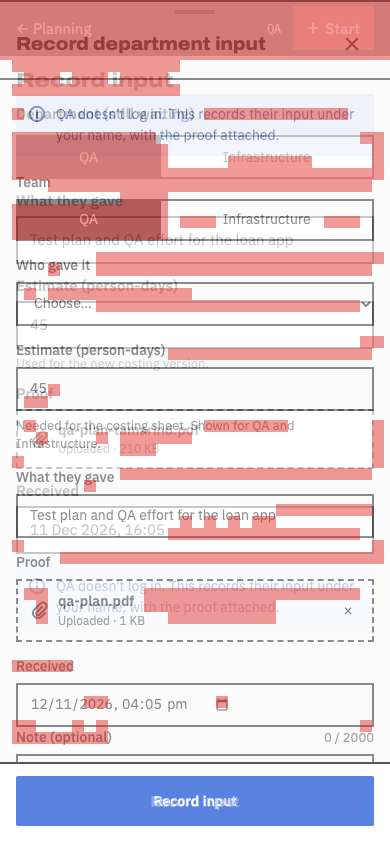 ← Planning
QA
+ Start
Record department input
×
Record input
Department (still waiting)
QA doesn't log in. This records their input under
your name, with the proof attached.
QA
Infrastructure
Team
What they gave
QA
Infrastructure
Test plan and QA effort for the loan app
Who gave it
Estimate (person-days)
Choose...
45
Estimate (person-days)
Used for the new costing version.
45
Proof
Needed for the costing sheet. Shown for QA and
Infrastructure.
Uploaded · 210 KB
What they gave
Received
Test plan and QA effort for the loan app
11 Dec 2026, 16:05
Proof
QA doesn't log in. This records their input under
your name, with the proof attached.
qa-plan.pdf
Uploaded · 1 KB
×
Received
12/11/2026, 04:05 pm
Note (optional)
0 / 2000
Record input